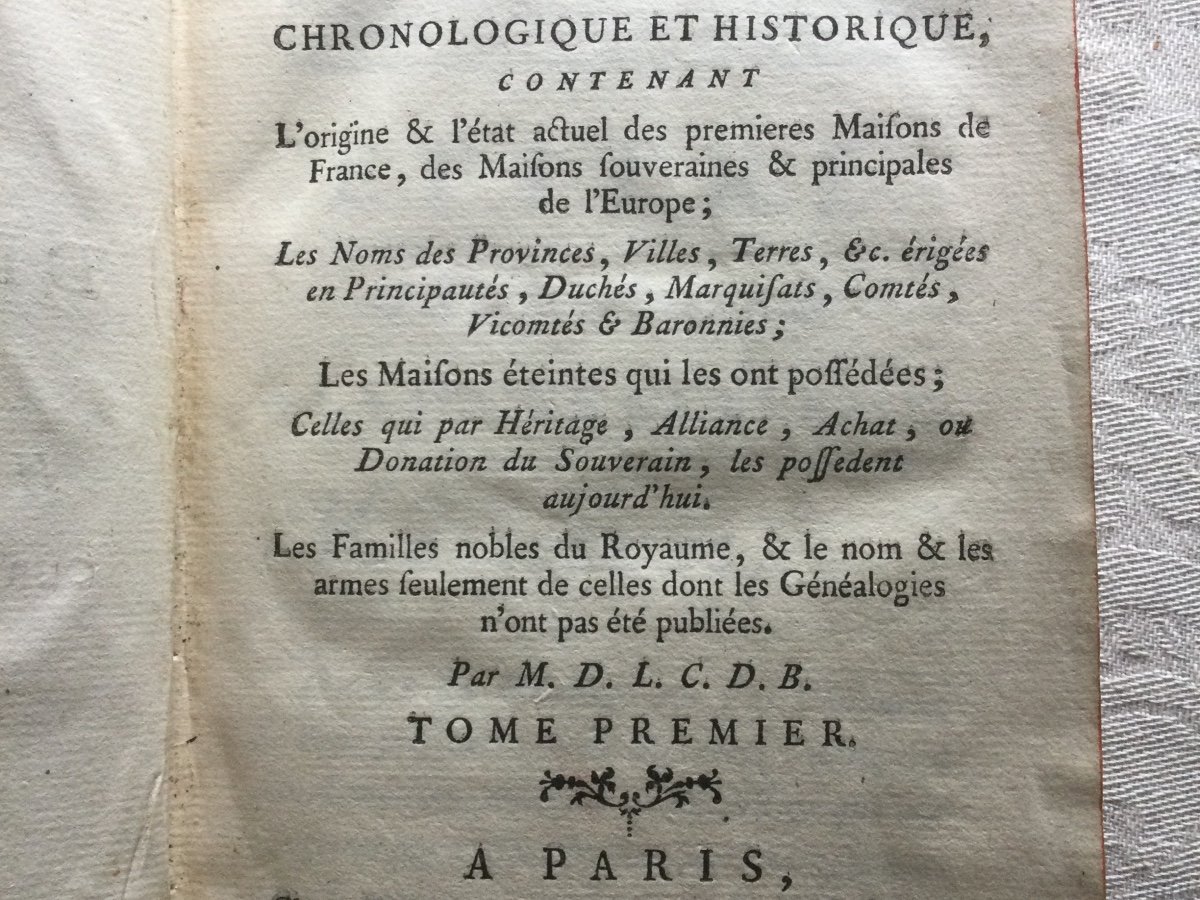 CHRONOLOGIQUE ET HISTORIQUE,
CONTENANT
L'origine & l'état actuel des premieres Maiſons de
France, des Maiſons ſouveraines & principales
de l'Europe;
Les Noms des Provinces, Villes, Terres, &c. érigées
en Principautés, Duchés, Marquiſats, Comtés,
Vicomtés & Baronnies;
Les Maiſons éteintes qui les ont poſſédées;
Celles qui par Héritage, Alliance, Achat, ou
Donation du Souverain, les poſſedent
aujourd'hui.
Les Familles nobles du Royaume, & le nom & les
armes ſeulement de celles dont les Généalogies
n'ont pas été publiées.
Par M. D. L. C. D. B.
TOME PREMIER.
A PARIS,